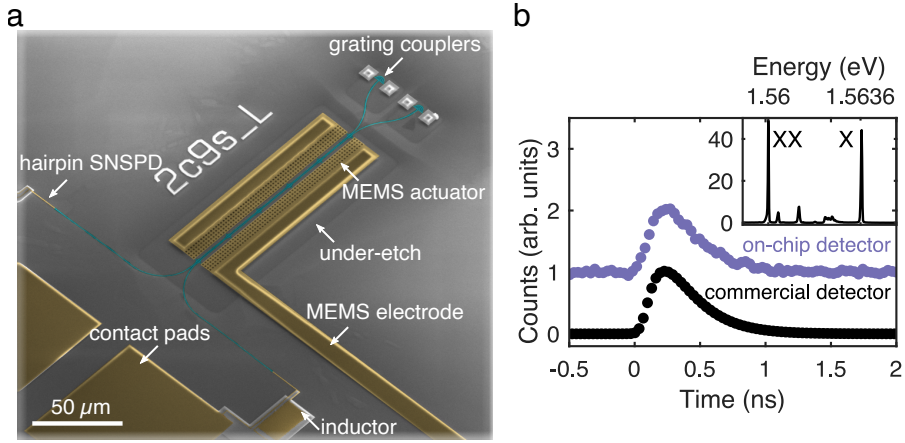 a
grating couplers
2c9s_L
hairpin SNSPD
MEMS actuator
under-etch
MEMS electrode
contact pads
50 µm
inductor
b
Energy (eV)
1.56 1.5636
3
2
1
0
Counts (arb. units)
40
20
0
XX X
on-chip detector
commercial detector
-0.5 0 0.5 1 1.5 2
Time (ns)